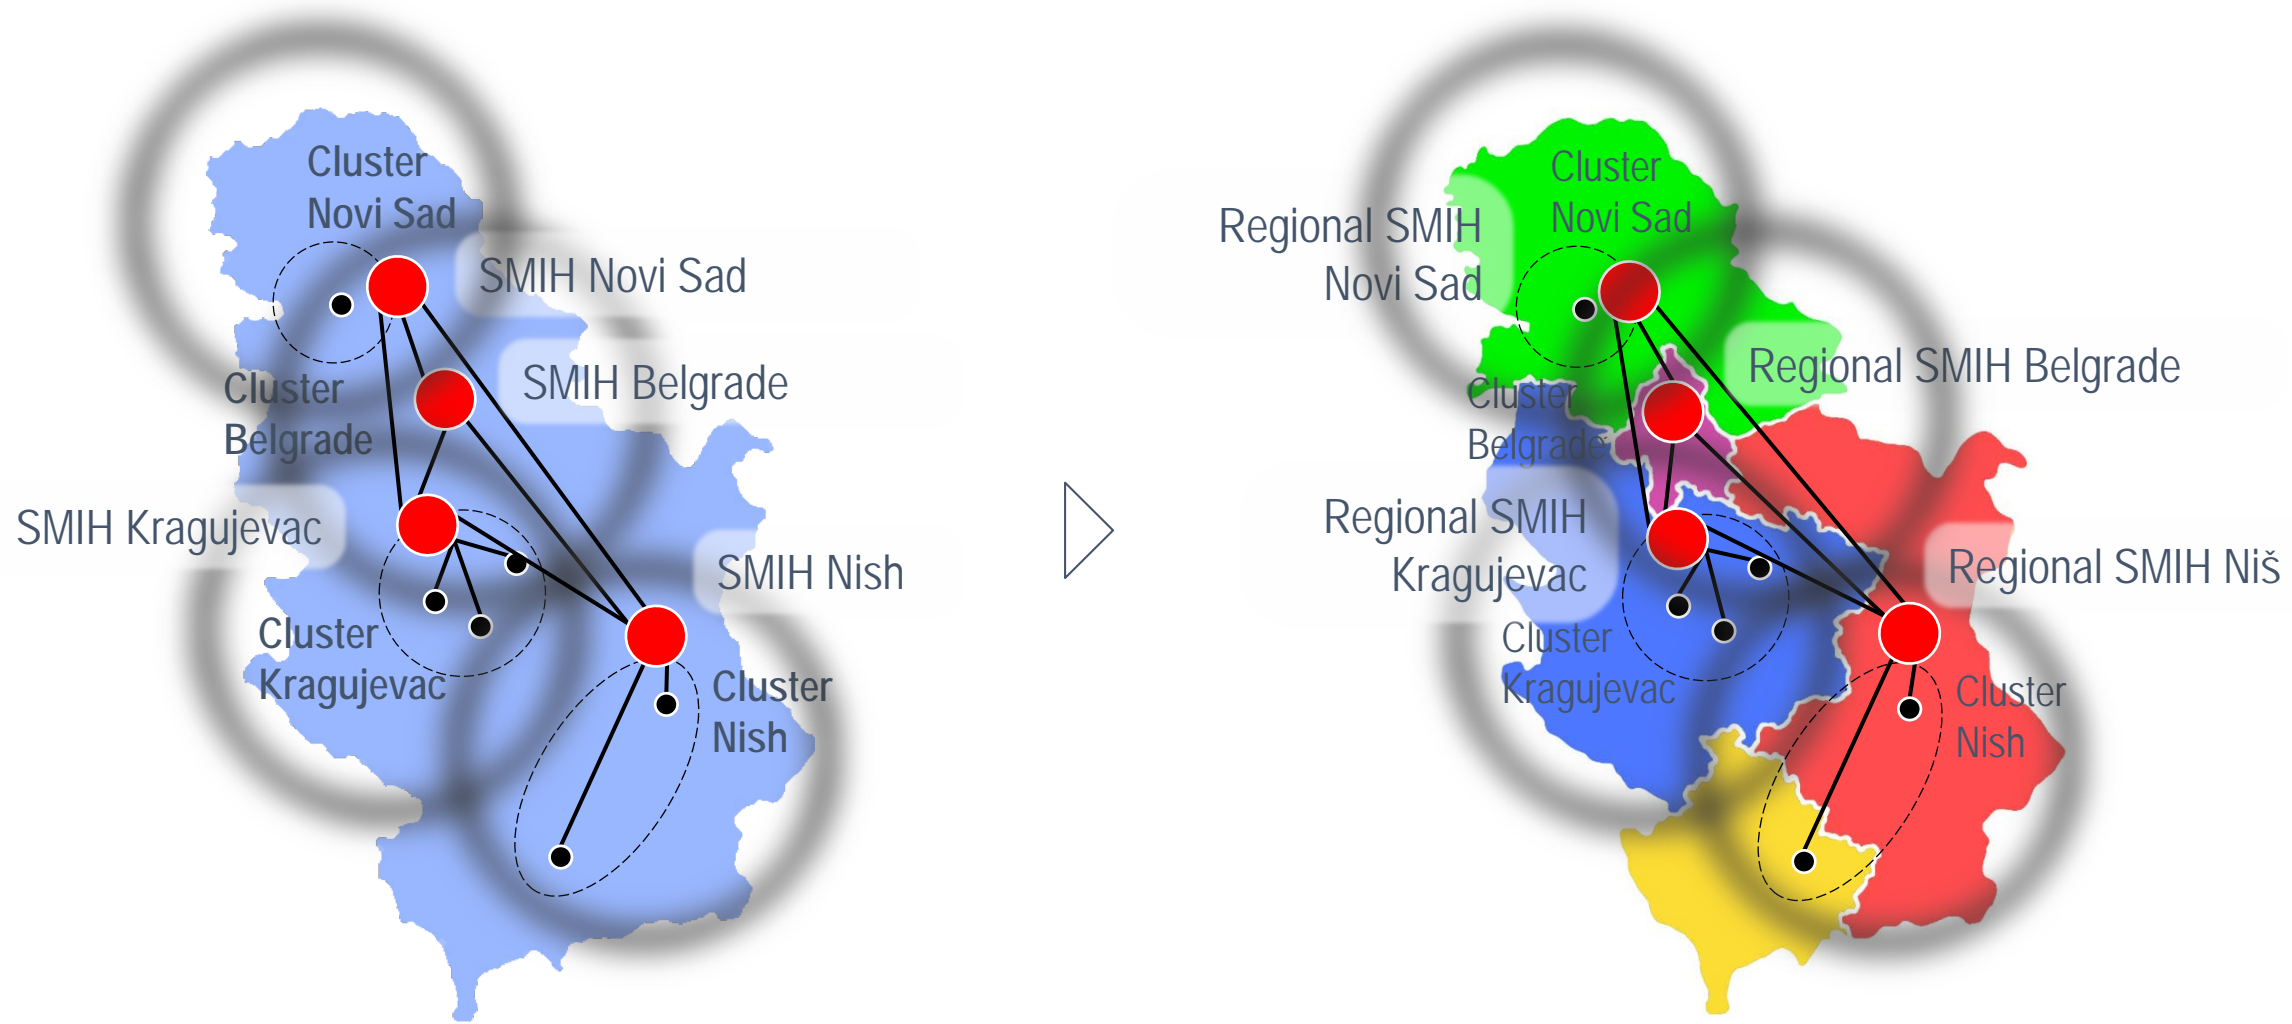 Cluster
Novi Sad
SMIH Novi Sad
Cluster
Belgrade
SMIH Belgrade
SMIH Kragujevac
SMIH Nish
Cluster
Kragujevac
Cluster
Nish
Cluster
Novi Sad
Regional SMIH
Novi Sad
Regional SMIH Belgrade
Cluster
Belgrade
Regional SMIH
Kragujevac
Regional SMIH Niš
Cluster
Kragujevac
Cluster
Nish